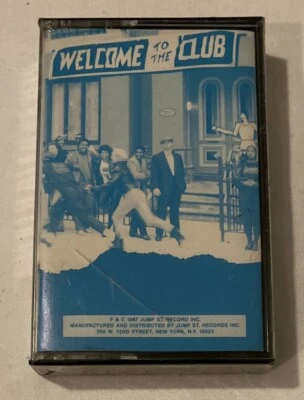 WELCOME TO THE CLUB
P & C 1987 JUMP ST. RECORD INC.
MANUFACTURED AND DISTRIBUTED BY JUMP ST. RECORDS INC.
W. 72ND STREET, NEW YORK, N.Y. 10023